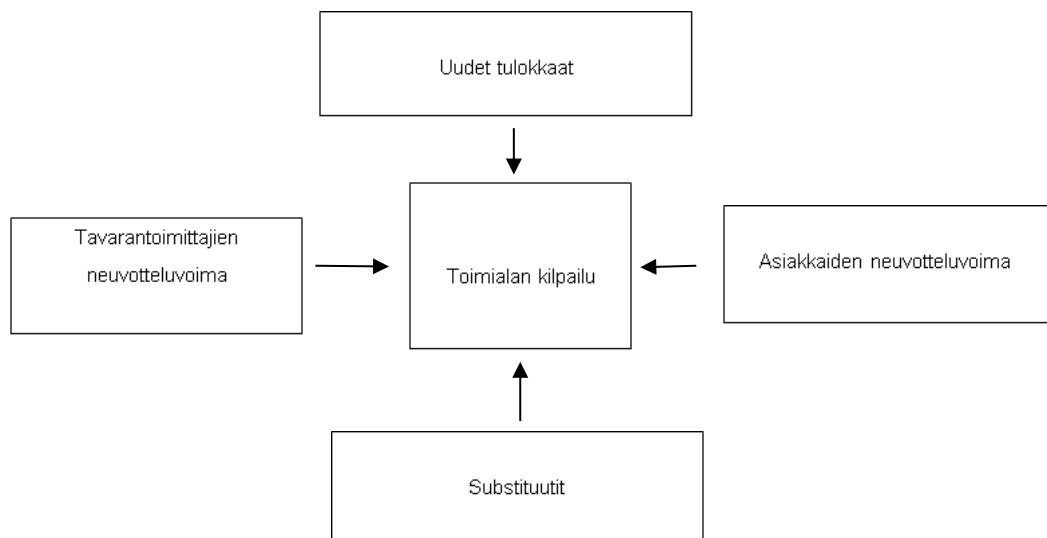 Uudet tulokkaat
Tavarantoimittajien
neuvotteluvoima
Toimialan kilpailu
Asiakkaiden neuvotteluvoima
Substituutit